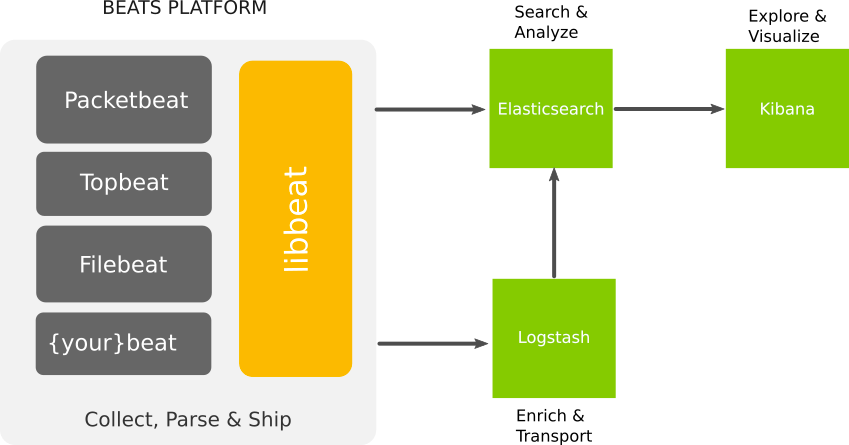 BEATS PLATFORM
Packetbeat
Topbeat
Filebeat
{your}beat
libbeat
Collect, Parse & Ship
Search &
Analyze
Elasticsearch
Explore &
Visualize
Kibana
Logstash
Enrich &
Transport